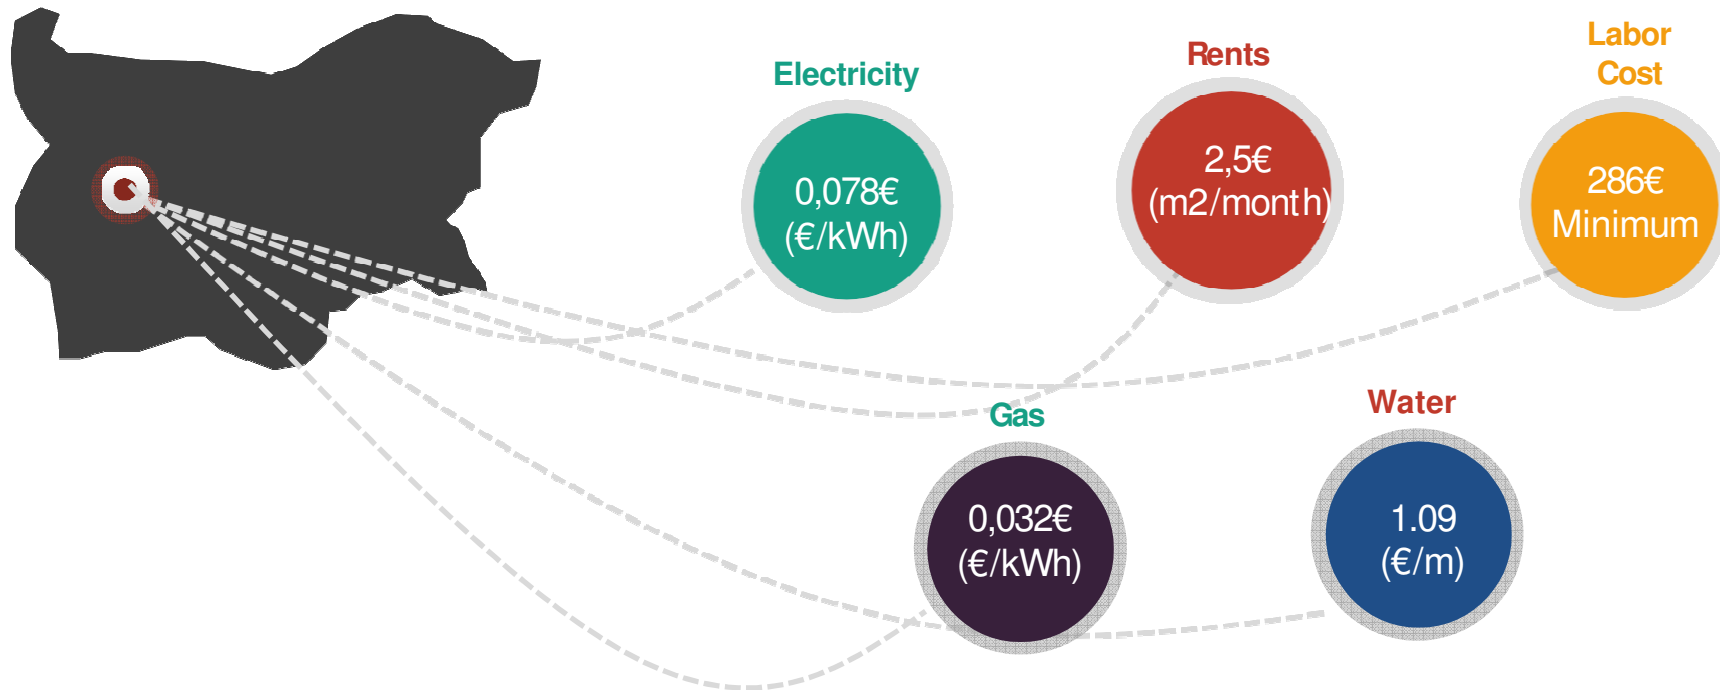 Electricity
0,078€
(€/kWh)
Rents
2,5€
(m2/month)
Labor
Cost
286€
Minimum
Gas
0,032€
(€/kWh)
Water
1.09
(€/m)